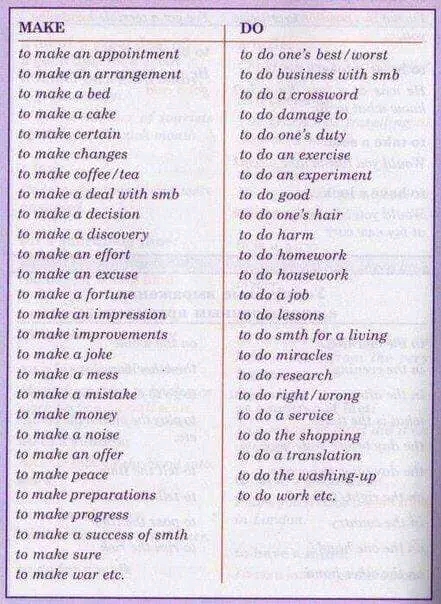 MAKE
to make an appointment
to make an arrangement
to make a bed
to make a cake
to make certain
to make changes
to make coffee/tea
to make a deal with smb
to make a decision
to make a discovery
to make an effort
to make an excuse
to make a fortune
to make an impression
to make improvements
to make a joke
to make a mess
to make a mistake
to make money
to make a noise
to make an offer
to make peace
to make preparations
to make progress
to make a success of smth
to make sure
to make war etc.
DO
to do one's best/worst
to do business with smb
to do a crossword
to do damage to
to do one's duty
to do an exercise
to do an experiment
to do good
to do one's hair
to do harm
to do homework
to do housework
to do a job
to do lessons
to do smth for a living
to do miracles
to do research
to do right/wrong
to do a service
to do the shopping
to do a translation
to do the washing-up
to do work etc.